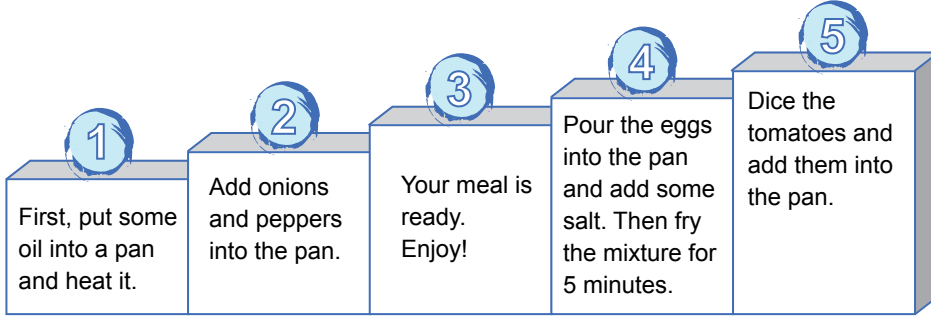 1
First, put some
oil into a pan
and heat it.
2
Add onions
and peppers
into the pan.
3
Your meal is
ready.
Enjoy!
4
Pour the eggs
into the pan
and add some
salt. Then fry
the mixture for
5 minutes.
5
Dice the
tomatoes and
add them into
the pan.